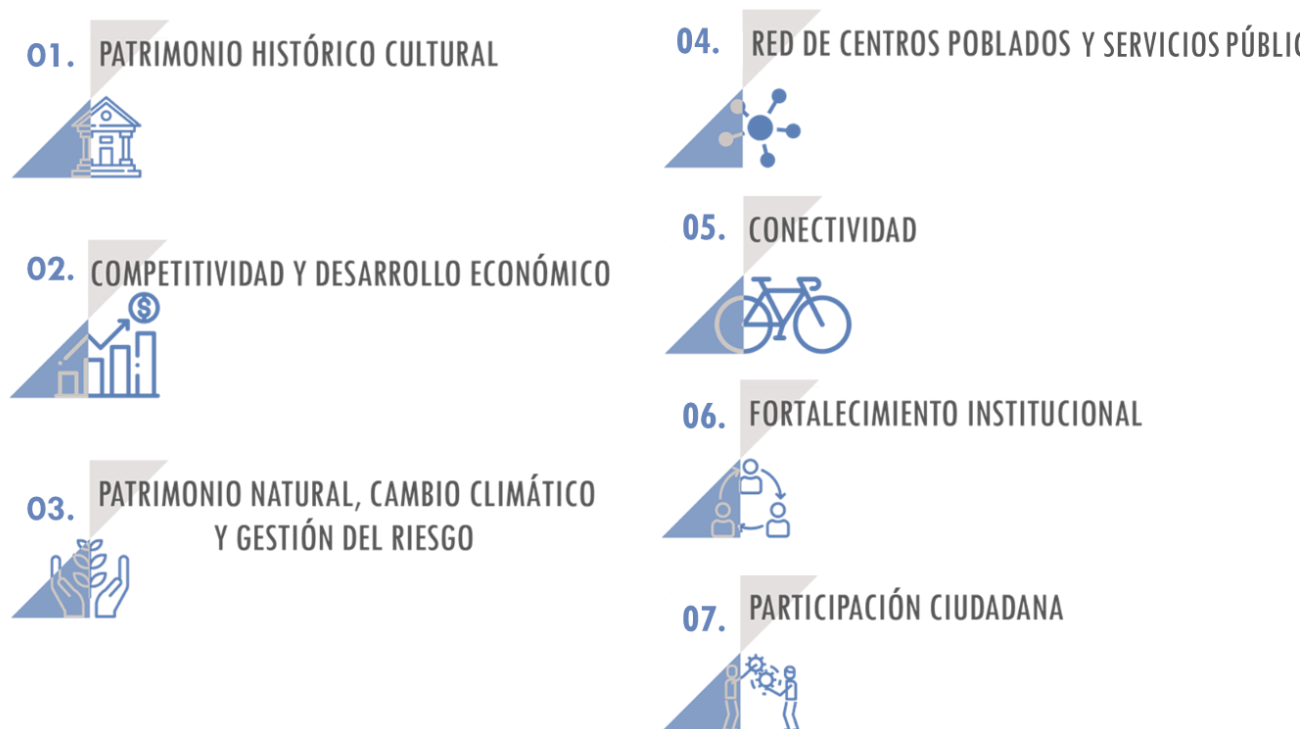 01. PATRIMONIO HISTÓRICO CULTURAL
02. COMPETITIVIDAD Y DESARROLLO ECONÓMICO
$
03. PATRIMONIO NATURAL, CAMBIO CLIMÁTICO
Y GESTIÓN DEL RIESGO
04. RED DE CENTROS POBLADOS Y SERVICIOS
05. CONECTIVIDAD
06. FORTALECIMIENTO INSTITUCIONAL
07. PARTICIPACIÓN CIUDADANA